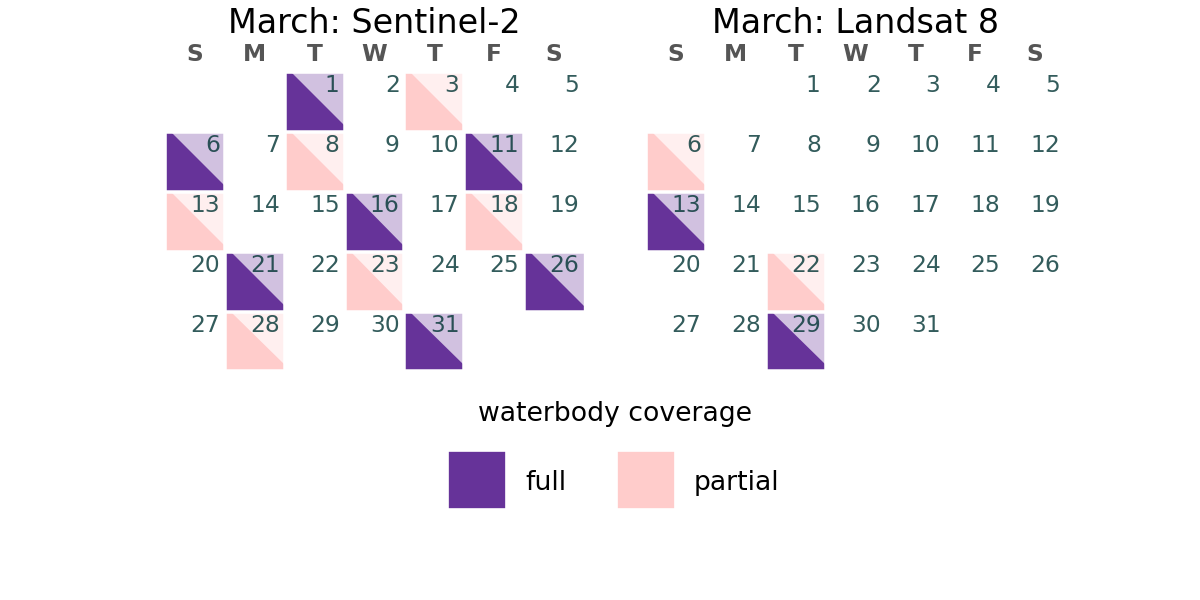 March: Sentinel-2
S M T W T F S
1 2 3 4 5
6 7 8 9 10 11 12
13 14 15 16 17 18 19
20 21 22 23 24 25 26
27 28 29 30 31
March: Landsat 8
S M T W T F S
1 2 3 4 5
6 7 8 9 10 11 12
13 14 15 16 17 18 19
20 21 22 23 24 25 26
27 28 29 30 31
waterbody coverage
full partial